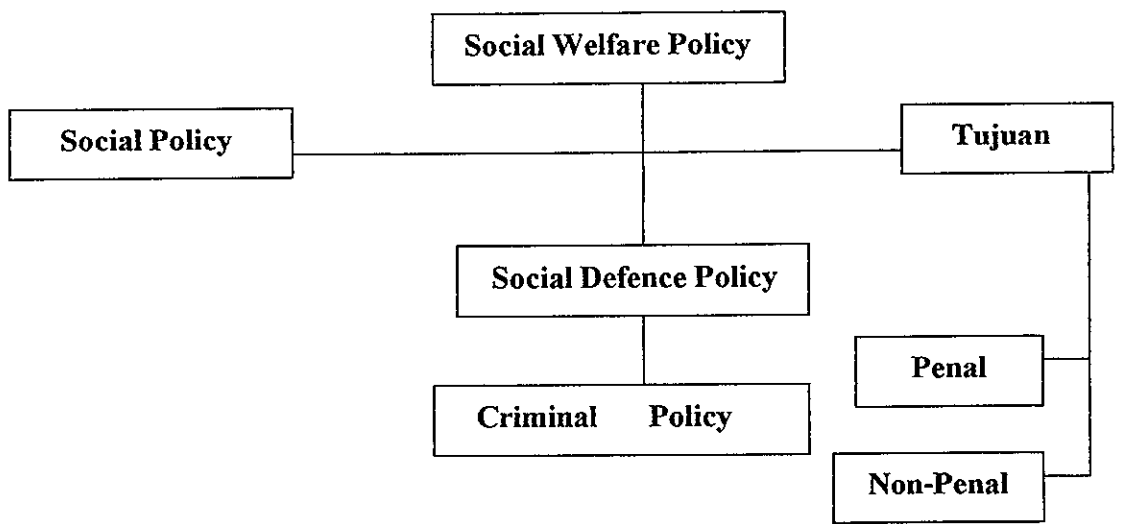 Social Welfare Policy
Social Policy
Tujuan
Social Defence Policy
Penal
Criminal Policy
Non-Penal